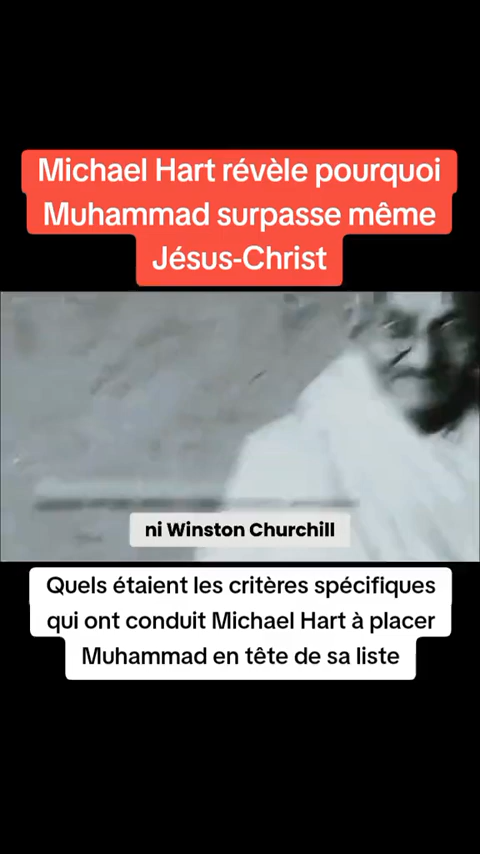 Michael Hart révèle pourquoi
Muhammad surpasse même
Jésus-Christ
ni Winston Churchill
Quels étaient les critères spécifiques
qui ont conduit Michael Hart à placer
Muhammad en tête de sa liste